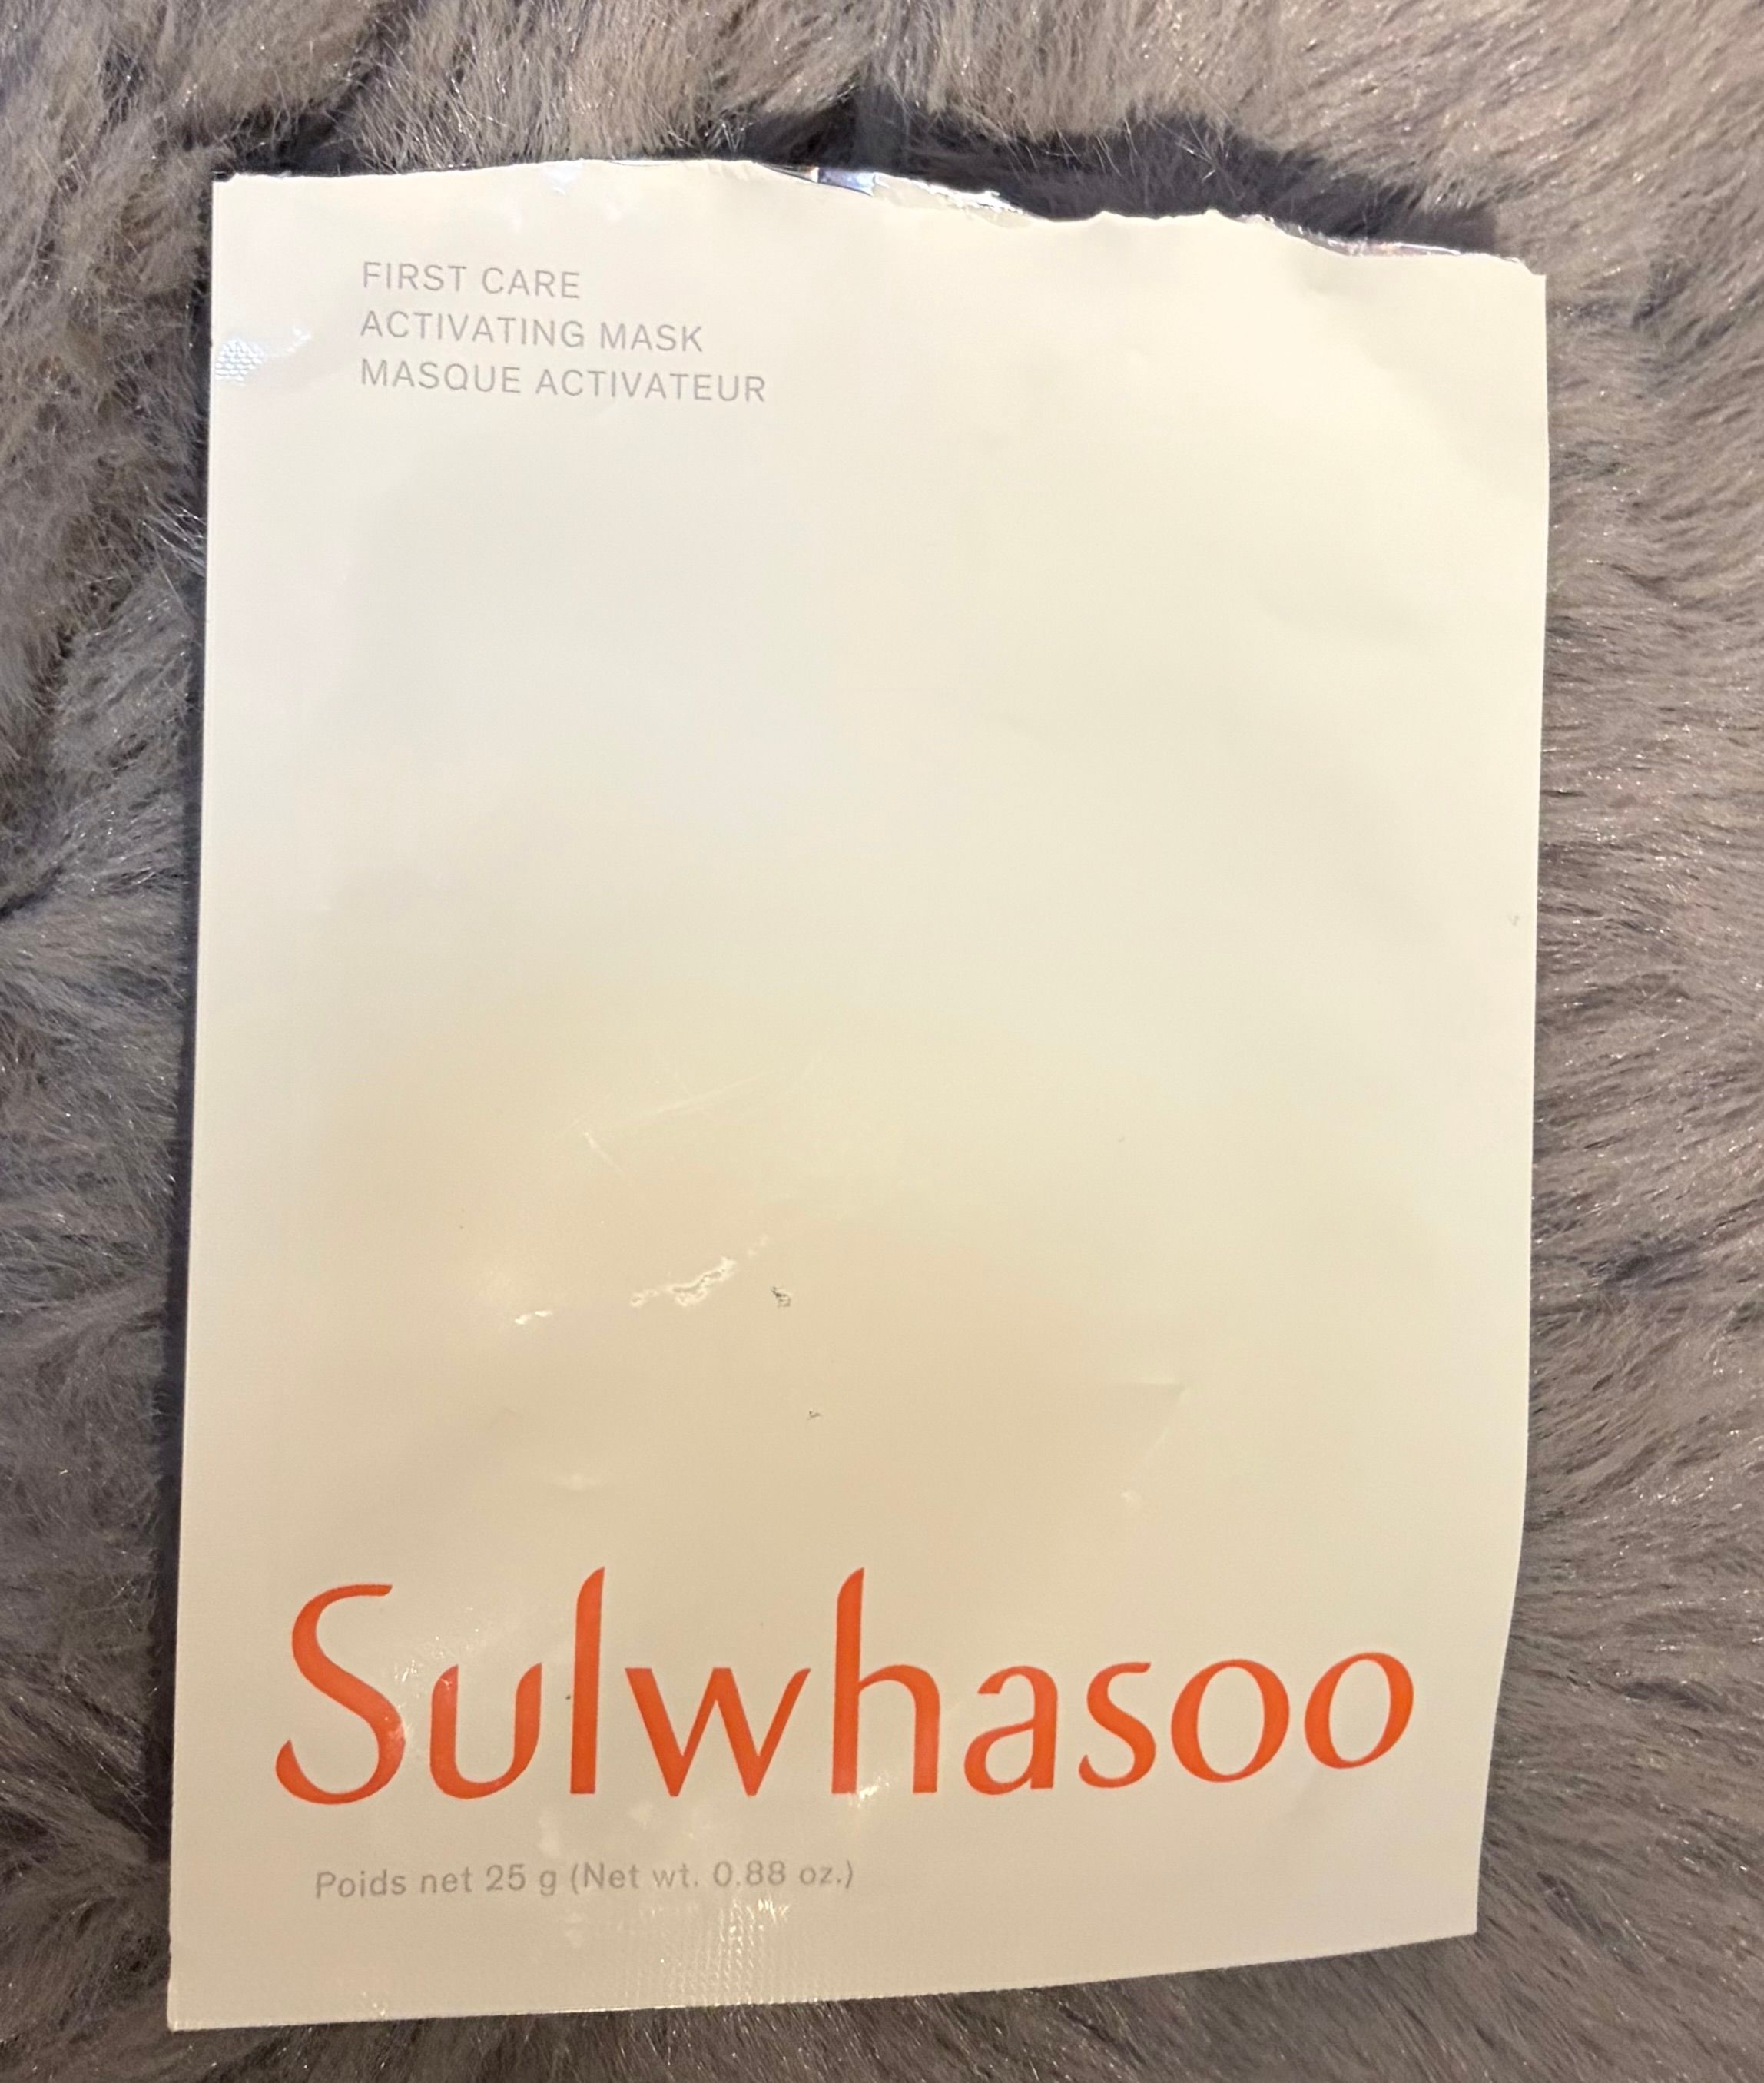 FIRST CARE
ACTIVATING MASK
MASQUE ACTIVATEUR
Sulwhasoo
Poids net 25 g (Net wt. 0.88 oz.)